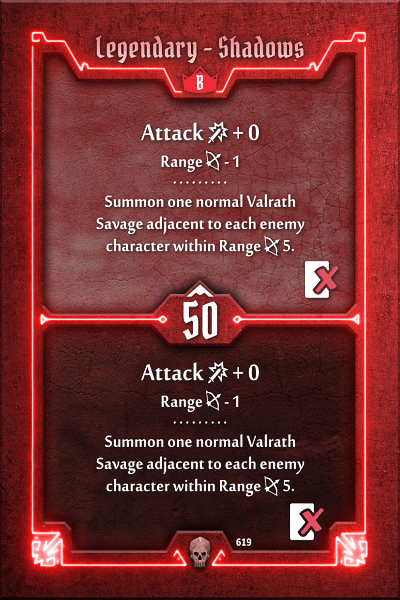 Legendary - Shadows
B
Attack + 0
Range - 1
Summon one normal Valrath
Savage adjacent to each enemy
character within Range 5.
50
Attack + 0
Range - 1
Summon one normal Valrath
Savage adjacent to each enemy
character within Range 5.
619